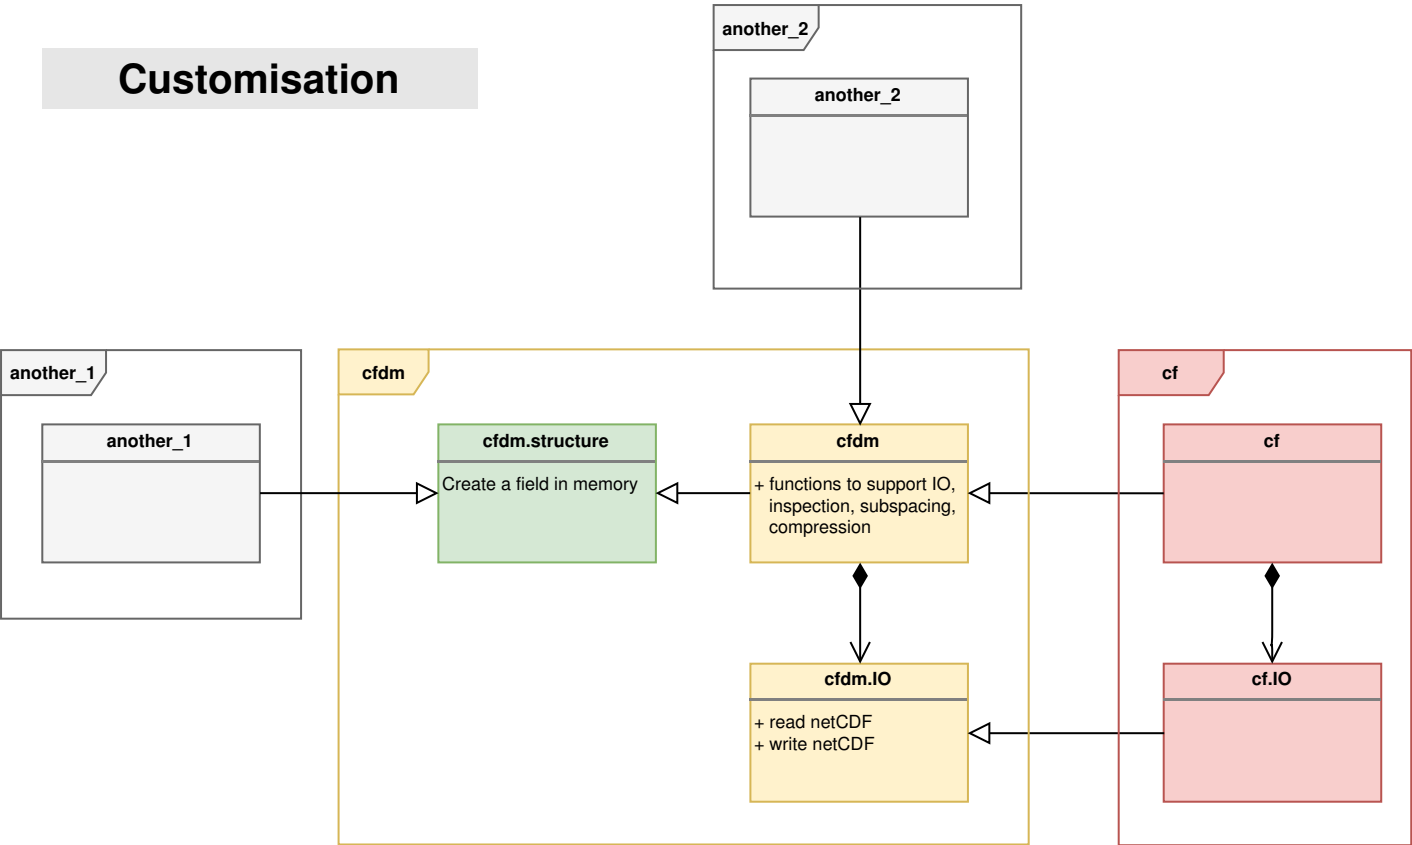 Customisation
another_2
another_2
another_1
another_1
cfdm
cfdm.structure
Create a field in memory
cfdm
+ functions to support IO,
inspection, subspacing,
compression
cfdm.IO
+ read netCDF
+ write netCDF
cf
cf
cf.IO